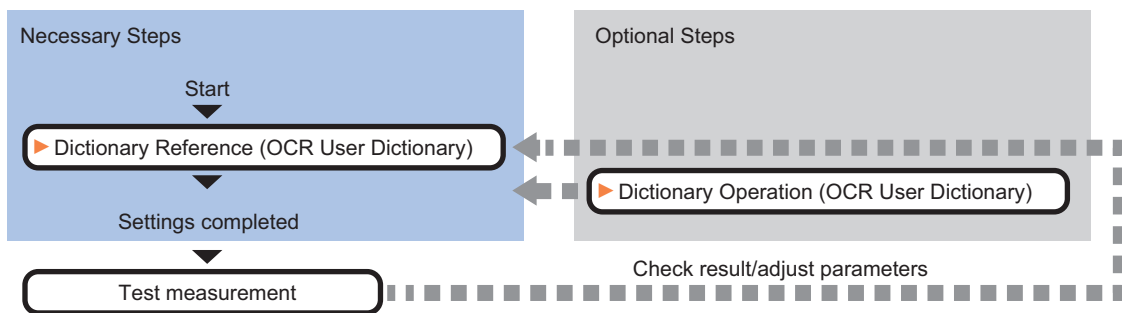 Necessary Steps
Optional Steps
Start
Dictionary Reference (OCR User Dictionary)
Dictionary Operation (OCR User Dictionary)
Settings completed
Check result/adjust parameters
Test measurement